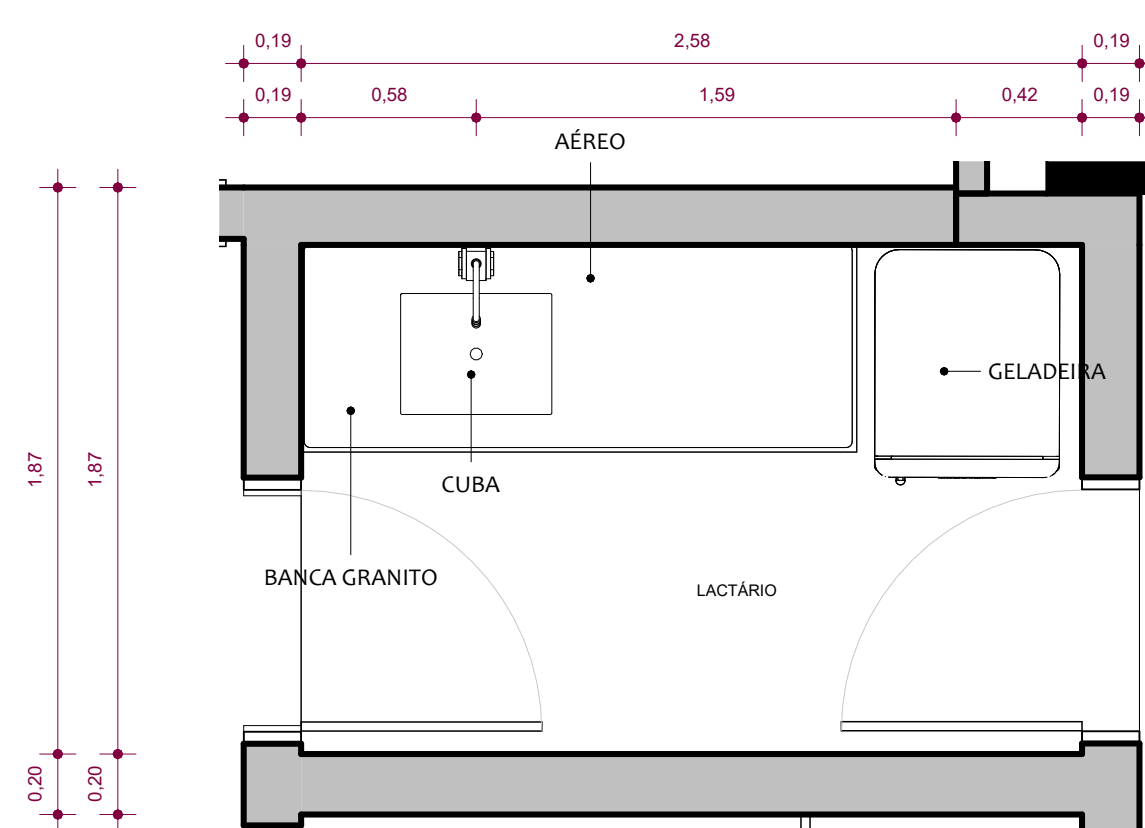 0,19 2,58 0,19
0,19 0,58 1,59 0,42 0,19
AÉREO
GELADEIRA
1,87 1,87
CUBA
BANCA GRANITO
LACTÁRIO
0,20 0,20